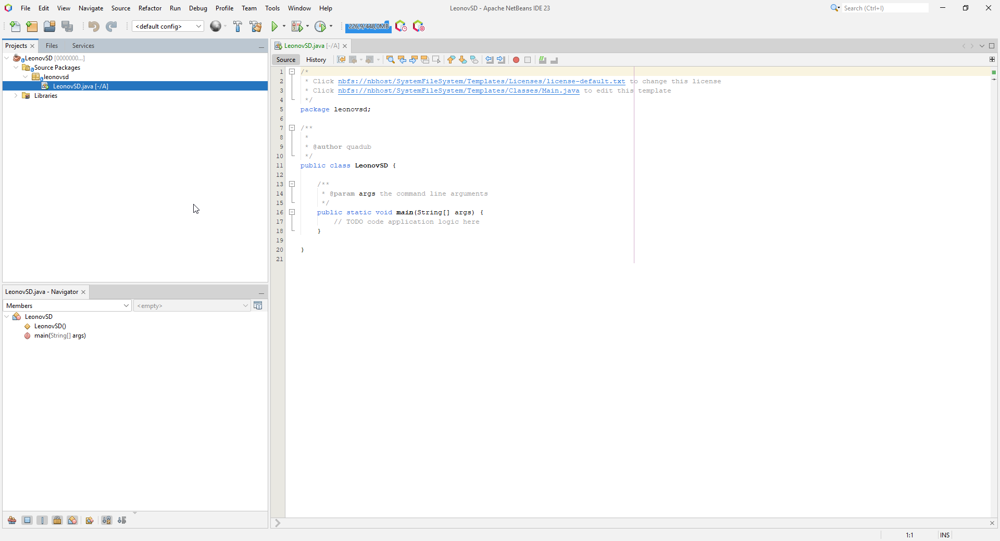 File Edit View Navigate Source Refactor Run Debug Profile Team Tools Window Help
LeonovSD - Apache NetBeans IDE 23
Search (Ctrl+I)
<default config>
226,9/448,0MB
Projects Files Services
LeonovSD [0000000...]
Source Packages
leonovsd
LeonovSD.java [-/A]
Libraries
LeonovSD.java - Navigator
Members
<empty>
LeonovSD
LeonovSD()
main(String[] args)
LeonovSD.java [-/A]
Source History
1 /*
2 * Click nbfs://nbhost/SystemFileSystem/Templates/Licenses/license-default.txt to change this license
3 * Click nbfs://nbhost/SystemFileSystem/Templates/Classes/Main.java to edit this template
4 */
5 package leonovsd;
6
7 /**
8 *
9 * @author quadub
10 */
11 public class LeonovSD {
12
13 /**
14 * @param args the command line arguments
15 */
16 public static void main(String[] args) {
17 // TODO code application logic here
18 }
19
20 }
21
1:1 INS